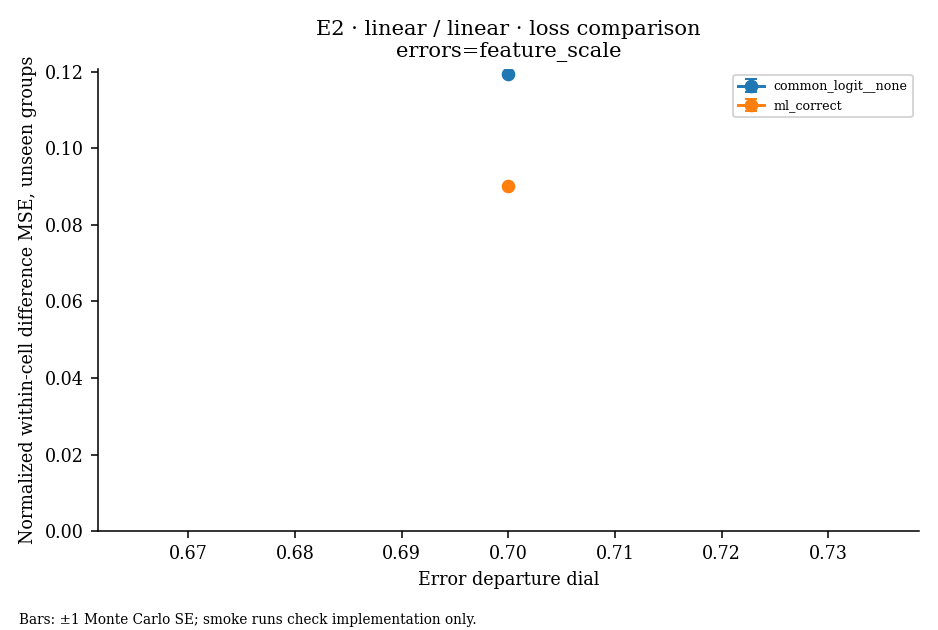 E2 · linear / linear · loss comparison
errors=feature_scale
Normalized within-cell difference MSE, unseen groups
0.12
0.10
0.08
0.06
0.04
0.02
0.00
common_logit__none
ml_correct
0.67 0.68 0.69 0.70 0.71 0.72 0.73
Error departure dial
Bars: ±1 Monte Carlo SE; smoke runs check implementation only.